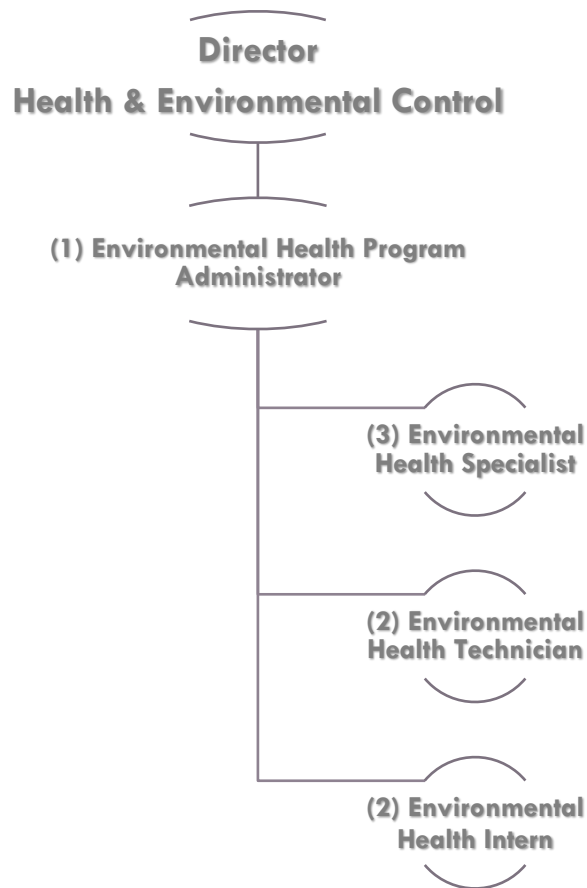 Director
Health & Environmental Control
(1) Environmental Health Program
Administrator
(3) Environmental
Health Specialist
(2) Environmental
Health Technician
(2) Environmental
Health Intern